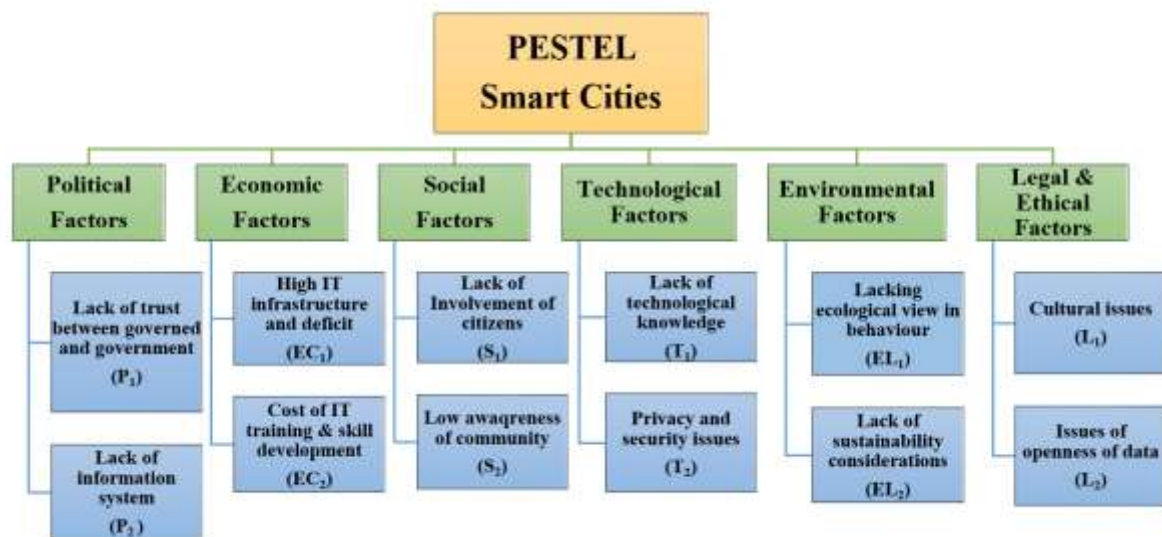 PESTEL
Smart Cities
Political
Factors
Economic
Factors
Social
Factors
Technological
Factors
Environmental
Factors
Legal &
Ethical
Factors
Lack of trust
between governed
and government
(P₁)
Lack of
information
system
(P₂)
High IT
infrastructure
and deficit
(EC₁)
Cost of IT
training & skill
development
(EC₂)
Lack of
Involvement of
citizens
(S₁)
Low awaqreness
of community
(S₂)
Lack of
technological
knowledge
(T₁)
Privacy and
security issues
(T₂)
Lacking
ecological view in
behaviour
(EL₁)
Lack of
sustainability
considerations
(EL₂)
Cultural issues
(L₁)
Issues of
openness of data
(L₂)